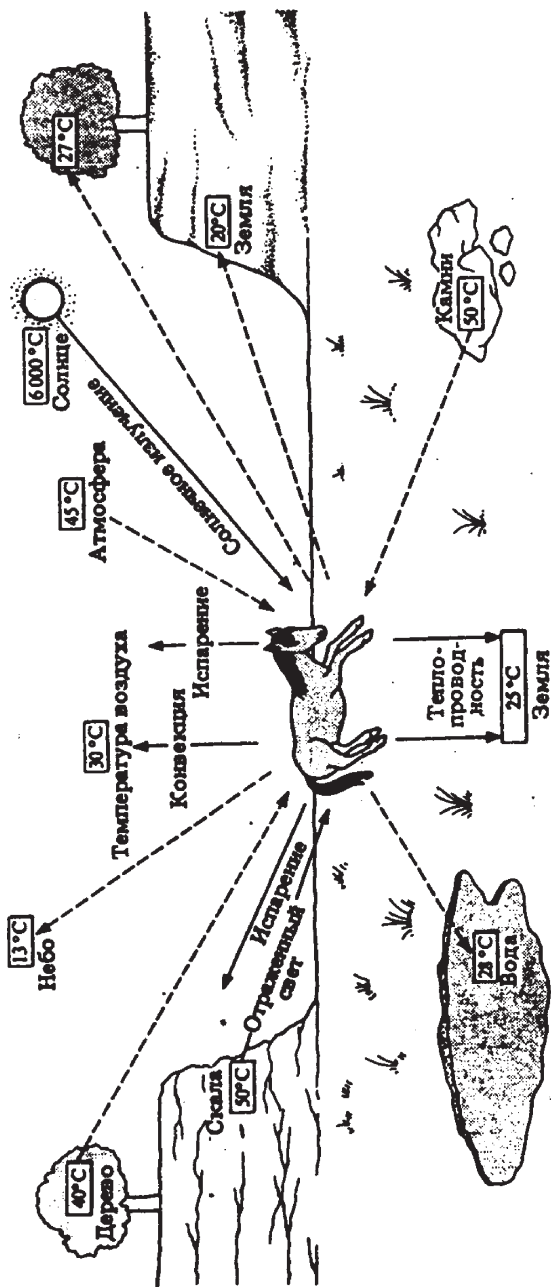 6 000 °C
Солнце
45 °C
Атмосфера
Солнечное излучение
27 °C
20°C
Земля
30 °C
Температура воздуха
Конвекция
Испарение
13°C
Небо
40°C
Дерево
Скала
50°C
Испарение
Отраженный
свет
Камни
50 °C
Тепло-
провод-
ность
25 °C
Земля
28 °C
Вода